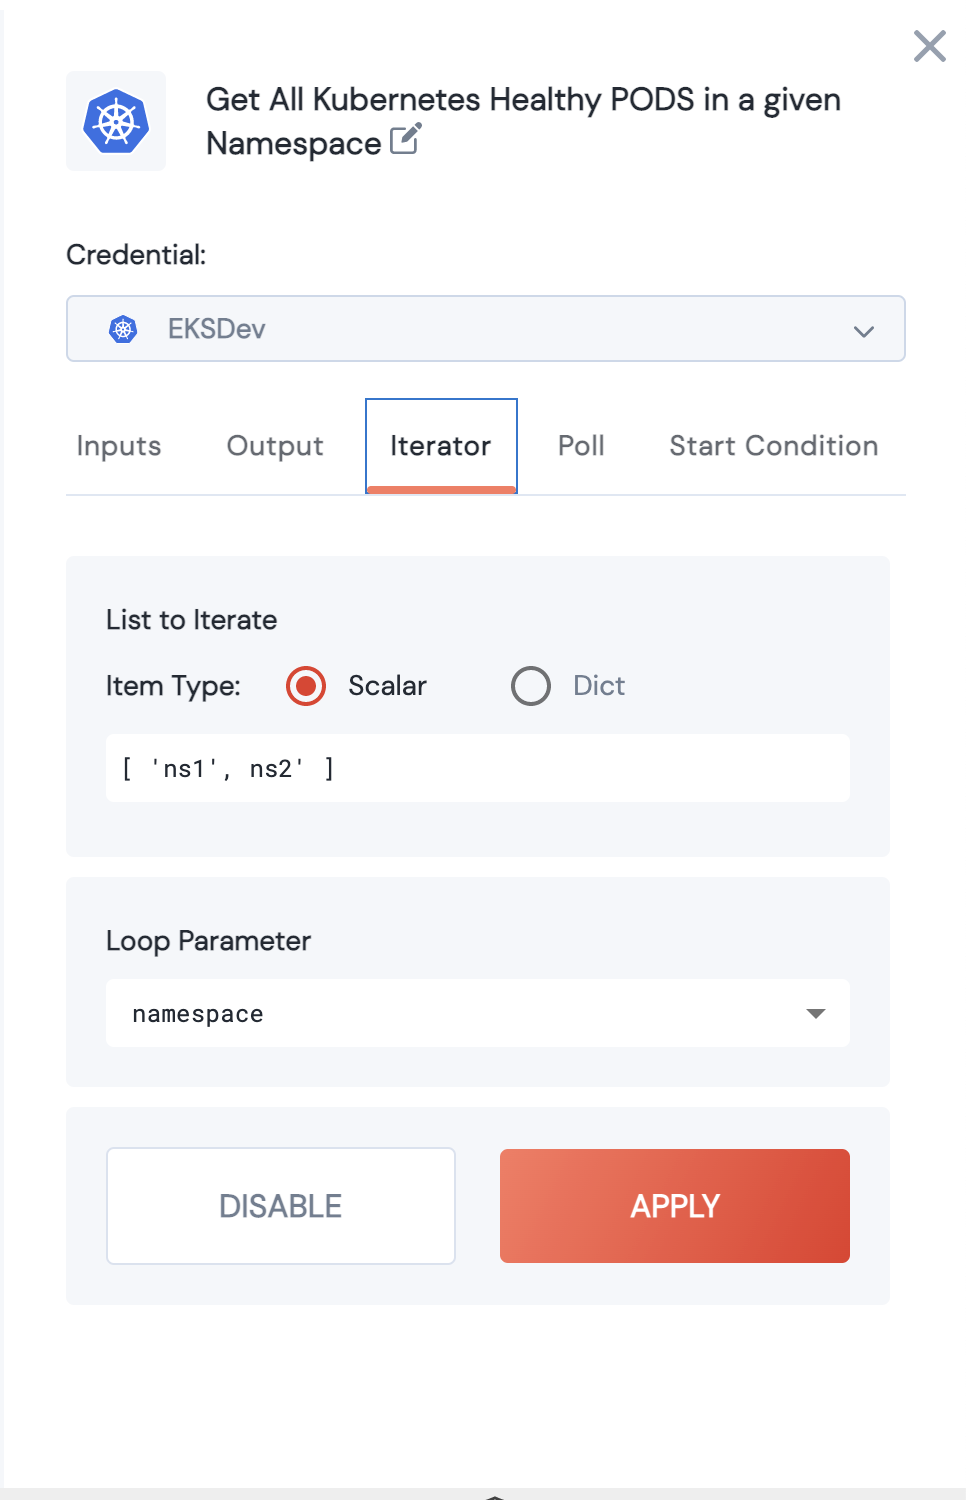 Get All Kubernetes Healthy PODS in a given
Namespace
Credential:
EKSDev
Inputs Output Iterator Poll Start Condition
List to Iterate
Item Type: Scalar Dict
[ 'ns1', ns2' ]
Loop Parameter
namespace
DISABLE APPLY